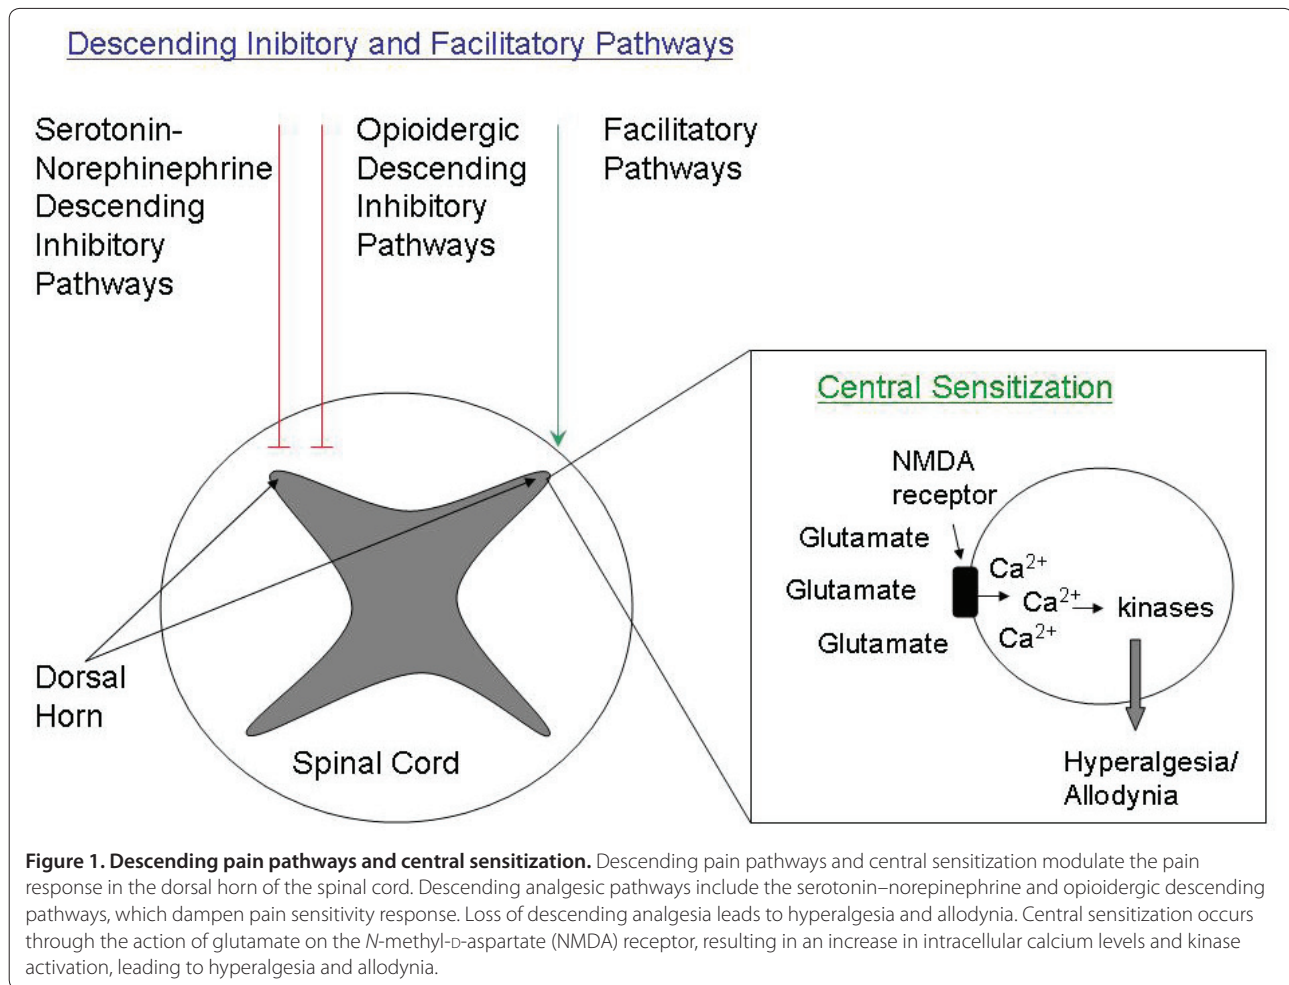 Descending Inibitory and Facilitatory Pathways
Serotonin-
Norephinephrine
Descending
Inhibitory
Pathways
Opioidergic
Descending
Inhibitory
Pathways
Facilitatory
Pathways
Central Sensitization
NMDA
receptor
Glutamate
Glutamate
Glutamate
Ca²⁺
Ca²⁺
Ca²⁺
kinases
Hyperalgesia/
Allodynia
Dorsal
Horn
Spinal Cord
Figure 1. Descending pain pathways and central sensitization. Descending pain pathways and central sensitization modulate the pain
response in the dorsal horn of the spinal cord. Descending analgesic pathways include the serotonin–norepinephrine and opioidergic descending
pathways, which dampen pain sensitivity response. Loss of descending analgesia leads to hyperalgesia and allodynia. Central sensitization occurs
through the action of glutamate on the N-methyl-D-aspartate (NMDA) receptor, resulting in an increase in intracellular calcium levels and kinase
activation, leading to hyperalgesia and allodynia.